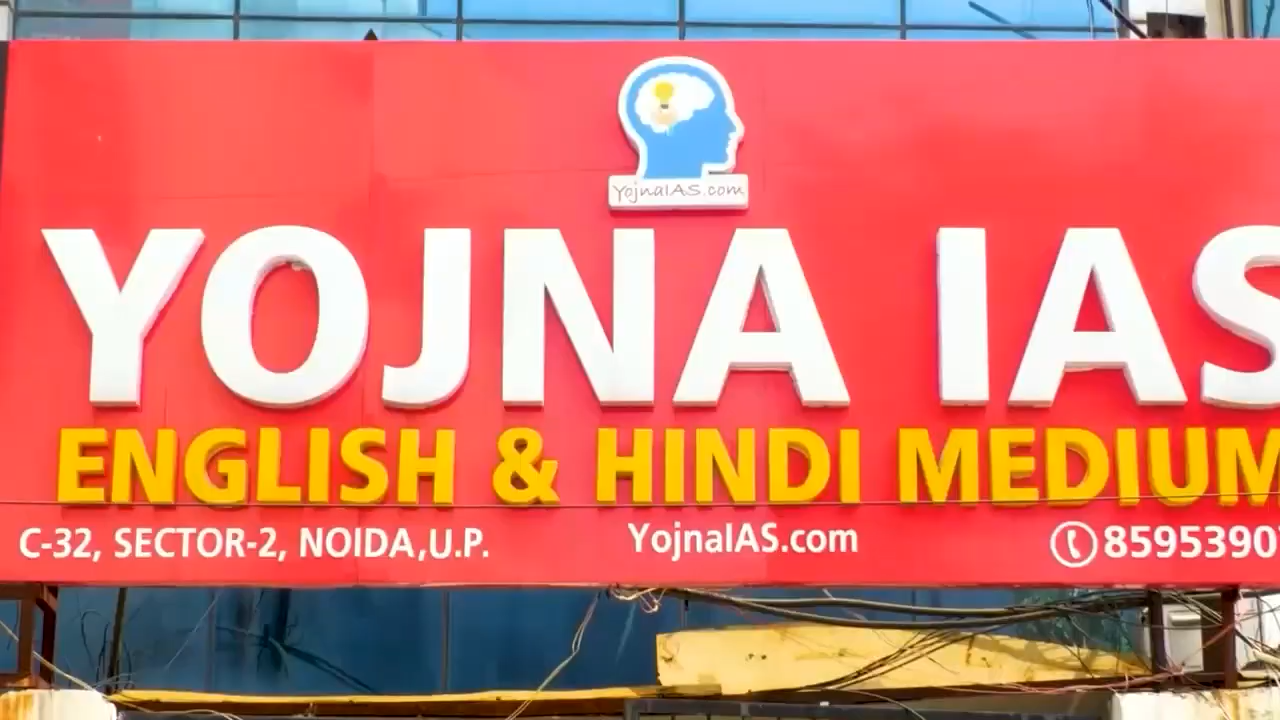 YojnaIAS.com
YOJNA IAS
ENGLISH & HINDI MEDIUM
C-32, SECTOR-2, NOIDA,U.P.
YojnaIAS.com